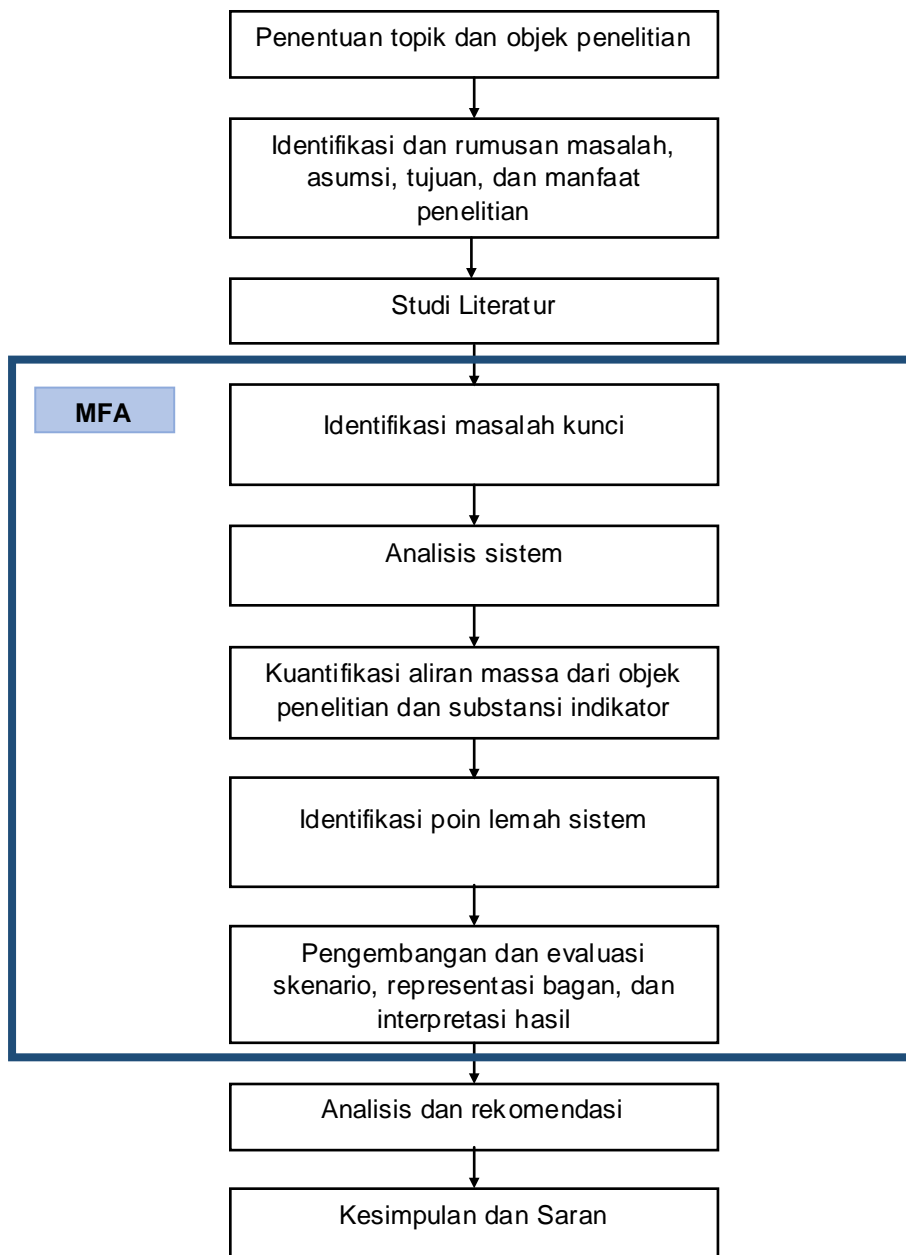 Penentuan topik dan objek penelitian
Identifikasi dan rumusan masalah,
asumsi, tujuan, dan manfaat
penelitian
Studi Literatur
MFA
Identifikasi masalah kunci
Analisis sistem
Kuantifikasi aliran massa dari objek
penelitian dan substansi indikator
Identifikasi poin lemah sistem
Pengembangan dan evaluasi
skenario, representasi bagan, dan
interpretasi hasil
Analisis dan rekomendasi
Kesimpulan dan Saran